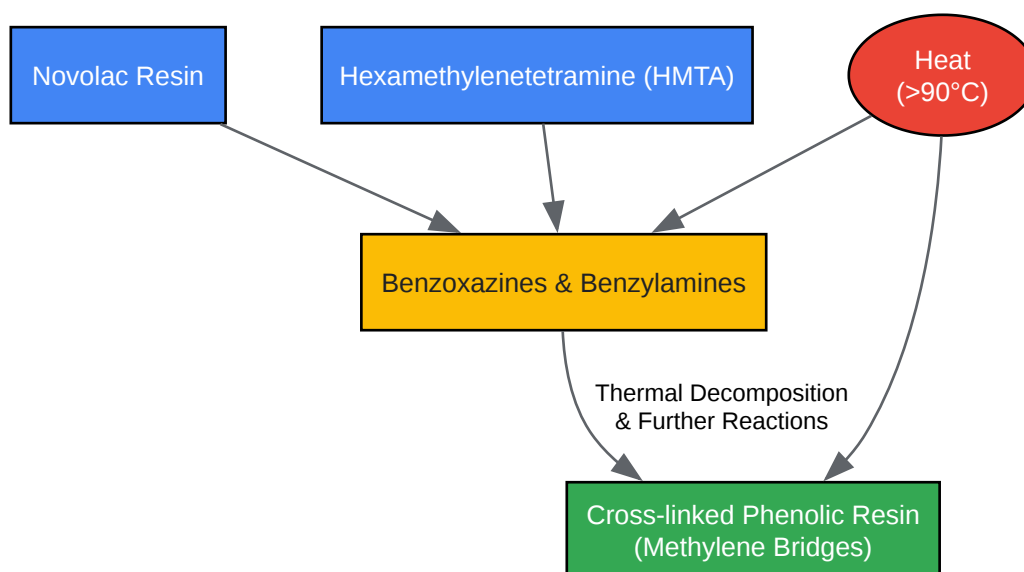 Novolac Resin
Hexamethylenetetramine (HMTA)
Heat
(>90°C)
Benzoxazines & Benzylamines
Thermal Decomposition
& Further Reactions
Cross-linked Phenolic Resin
(Methylene Bridges)